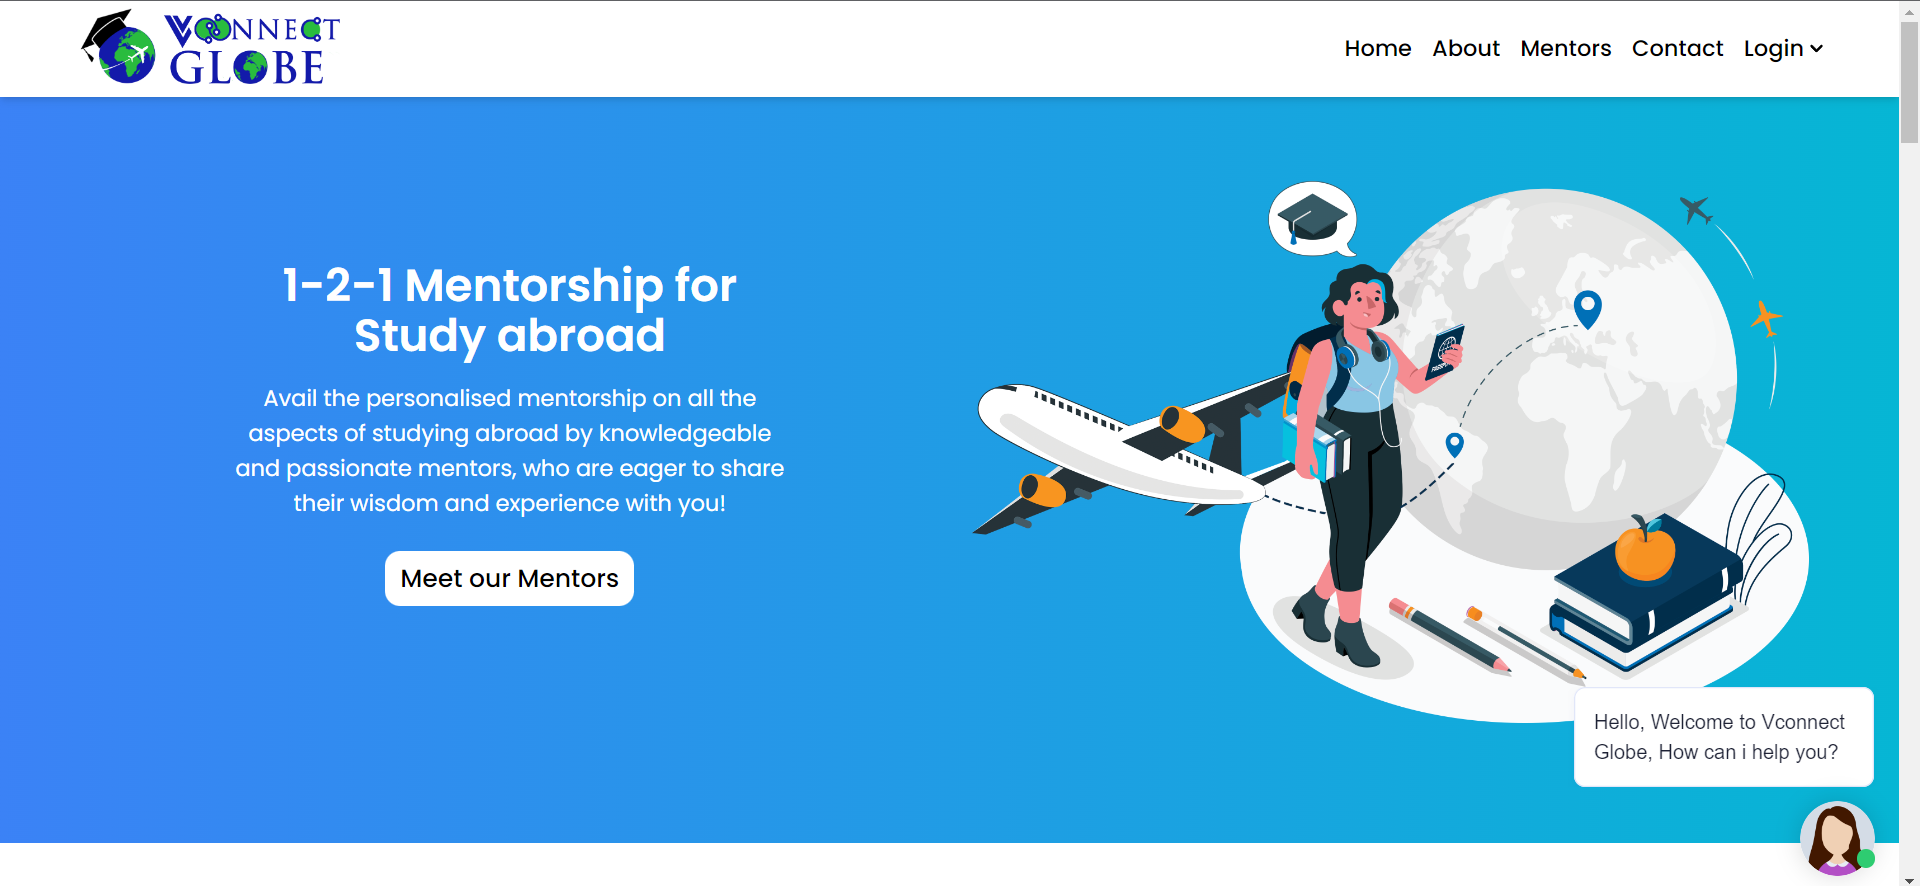 VCONNECT
GLOBE
Home About Mentors Contact Login
1-2-1 Mentorship for
Study abroad
Avail the personalised mentorship on all the
aspects of studying abroad by knowledgeable
and passionate mentors, who are eager to share
their wisdom and experience with you!
Meet our Mentors
Hello, Welcome to Vconnect
Globe, How can i help you?